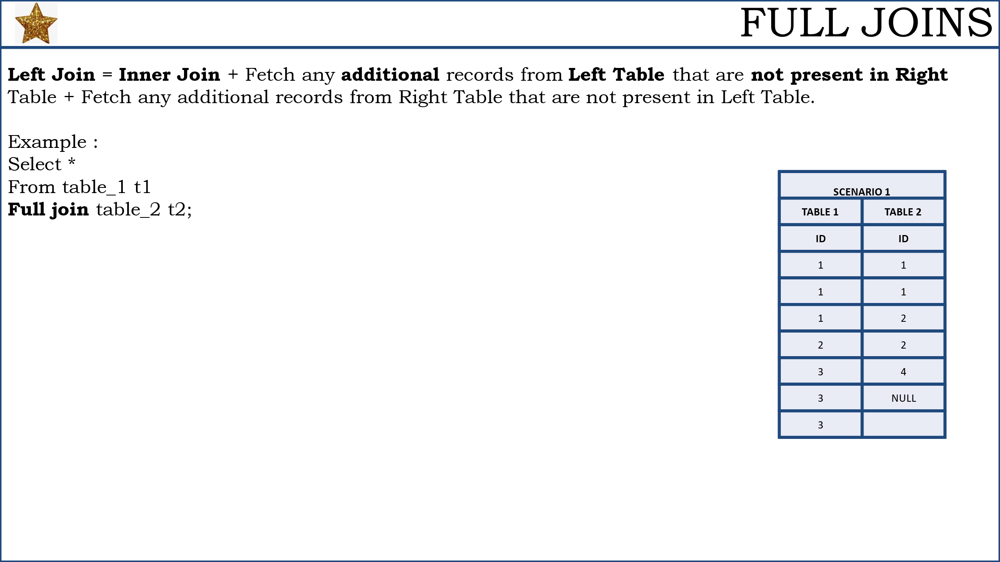 FULL JOINS
Left Join = Inner Join + Fetch any additional records from Left Table that are not present in Right
Table + Fetch any additional records from Right Table that are not present in Left Table.
Example :
Select *
From table_1 t1
Full join table_2 t2;
SCENARIO 1
TABLE 1 TABLE 2
ID ID
1 1
1 1
1 2
2 2
3 4
3 NULL
3